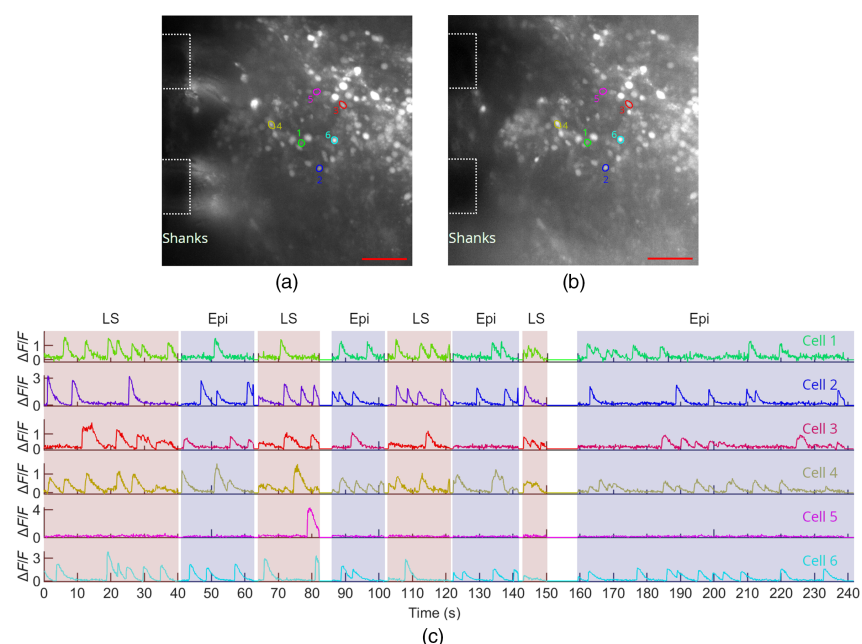 5
3
4
1
6
2
Shanks
(a)
4
1
6
2
Shanks
(b)
LS Epi LS Epi LS Epi LS Epi
ΔF/F 1 0 Cell 1
ΔF/F 3 0 Cell 2
ΔF/F 1 0 Cell 3
ΔF/F 1 0 Cell 4
ΔF/F 4 0 Cell 5
ΔF/F 3 0 Cell 6
0 10 20 30 40 50 60 70 80 90 100 110 120 130 140 150 160 170 180 190 200 210 220 230 240
Time (s)
(c)